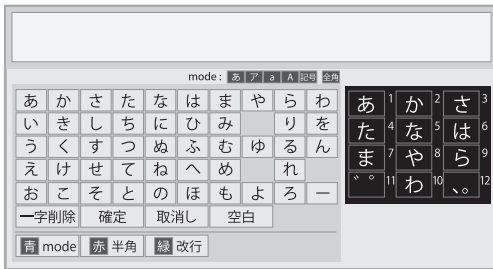 mode : あ ア a A 記号 全角
あ か さ た な は ま や ら わ
い き し ち に ひ み り を
う く す つ ぬ ふ む ゆ る ん
え け せ て ね へ め れ
お こ そ と の ほ も よ ろ ー
一字削除 確定 取消し 空白
青 mode 赤 半角 緑 改行
あ 1 か 2 さ 3
た 4 な 5 は 6
ま 7 や 8 ら 9
゛゜ 11 わ 10 、。 12